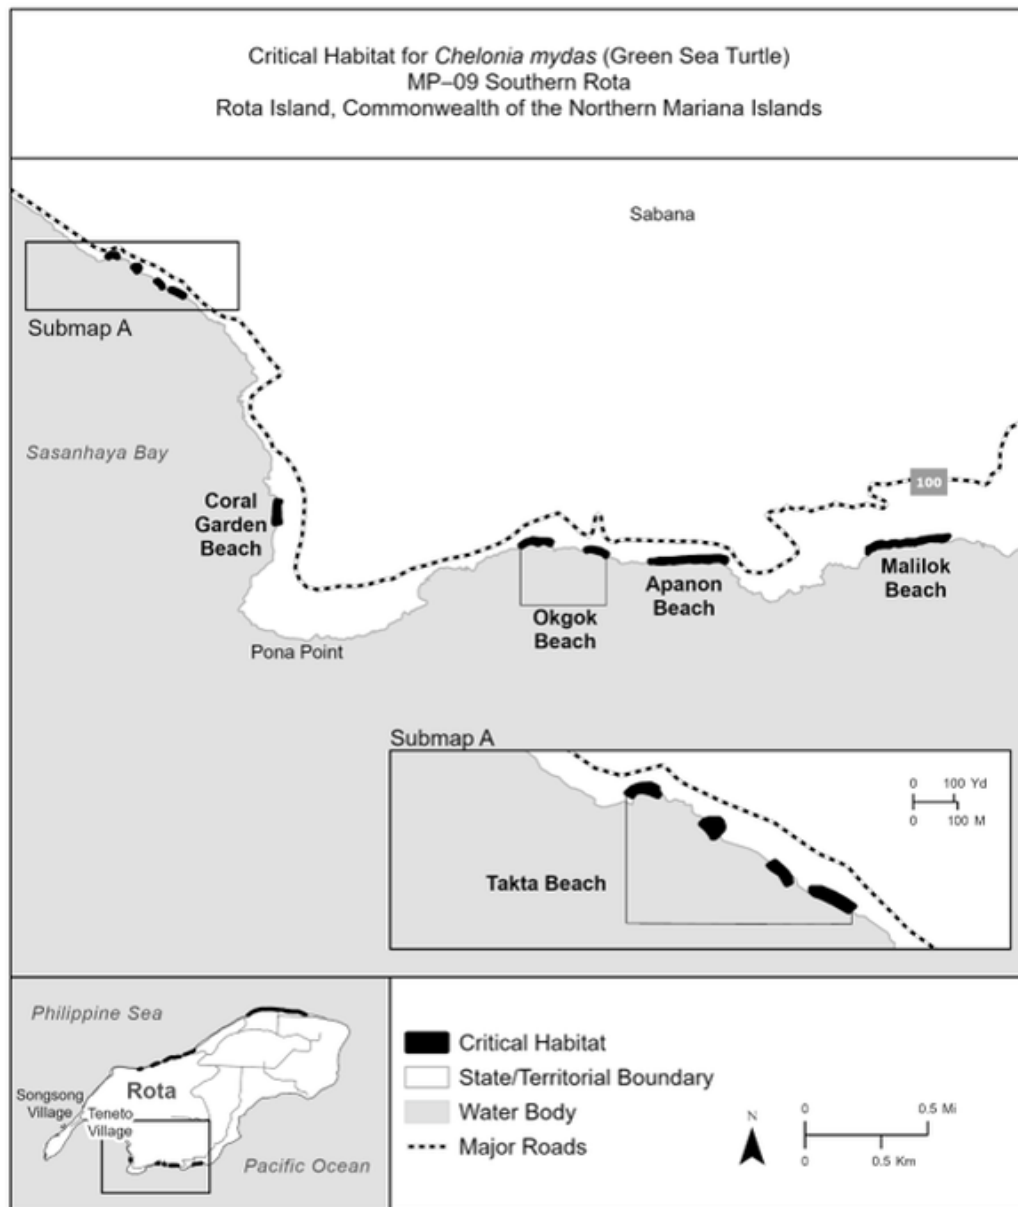 Critical Habitat for Chelonia mydas (Green Sea Turtle)
MP–09 Southern Rota
Rota Island, Commonwealth of the Northern Mariana Islands
Sabana
Submap A
Sasanhaya Bay
Coral
Garden
Beach
100
Malilok
Beach
Apanon
Beach
Okgok
Beach
Pona Point
Submap A
0 100 Yd
0 100 M
Takta Beach
Philippine Sea
Rota
Songsong
Village
Teneto
Village
Pacific Ocean
Critical Habitat
State/Territorial Boundary
Water Body
Major Roads
N
0 0.5 Mi
0 0.5 Km